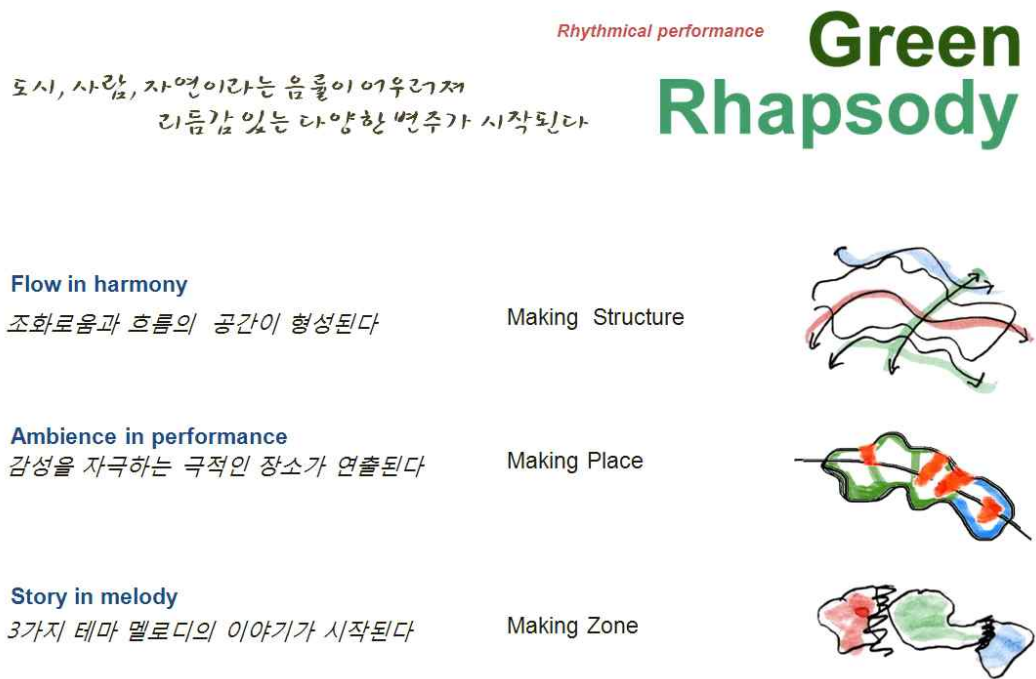 Rhythmical performance
Green
Rhapsody
도시, 사람, 자연이라는 음률이 어우러져
리듬감 있는 다양한 변주가 시작된다
Flow in harmony
조화로움과 흐름의 공간이 형성된다
Making Structure
Ambience in performance
감성을 자극하는 극적인 장소가 연출된다
Making Place
Story in melody
3가지 테마 멜로디의 이야기가 시작된다
Making Zone